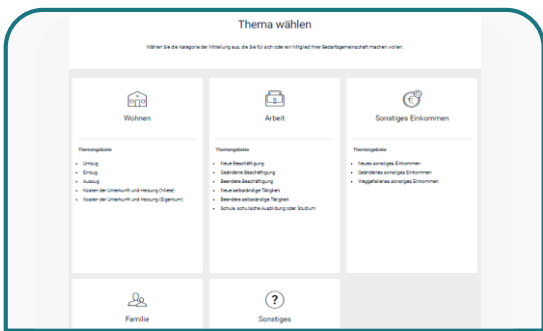 Thema wählen
Wählen Sie die Kategorie der Mitteilung aus, die Sie für sich oder ein Mitglied Ihrer Bedarfsgemeinschaft machen wollen.
Wohnen
Themengebiete
Umzug
Einzug
Auszug
Kosten der Unterkunft und Heizung (Miete)
Kosten der Unterkunft und Heizung (Eigentum)
Arbeit
Themengebiete
Neue Beschäftigung
Geänderte Beschäftigung
Beendete Beschäftigung
Neue selbständige Tätigkeit
Beendete selbständige Tätigkeit
Schule, schulische Ausbildung oder Studium
Sonstiges Einkommen
Themengebiete
Neues sonstiges Einkommen
Geändertes sonstiges Einkommen
Weggefallenes sonstiges Einkommen
Familie
Sonstiges